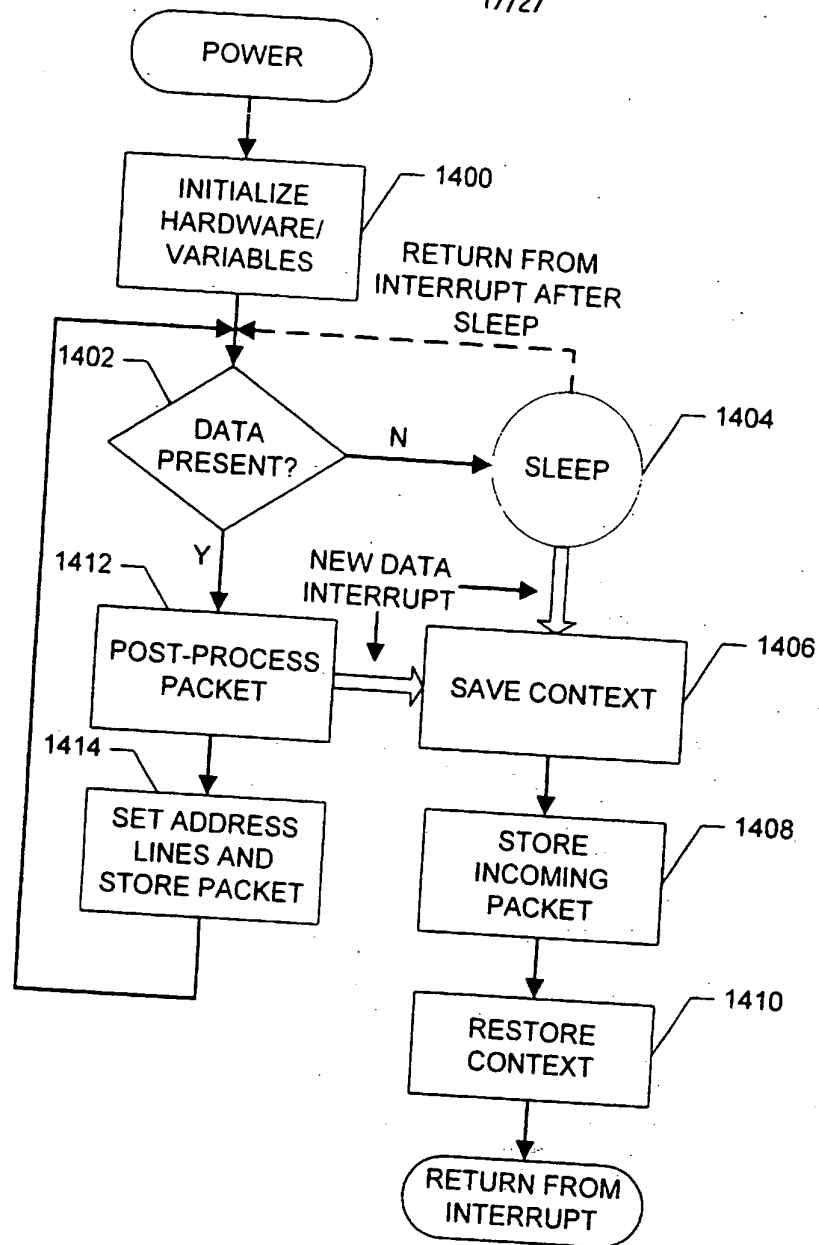 17/27
POWER
INITIALIZE
HARDWARE/
VARIABLES
1400
RETURN FROM
INTERRUPT AFTER
SLEEP
1402
DATA
PRESENT?
N
SLEEP
1404
Y
1412
NEW DATA
INTERRUPT
POST-PROCESS
PACKET
SAVE CONTEXT
1406
1414
SET ADDRESS
LINES AND
STORE PACKET
STORE
INCOMING
PACKET
1408
RESTORE
CONTEXT
1410
RETURN FROM
INTERRUPT